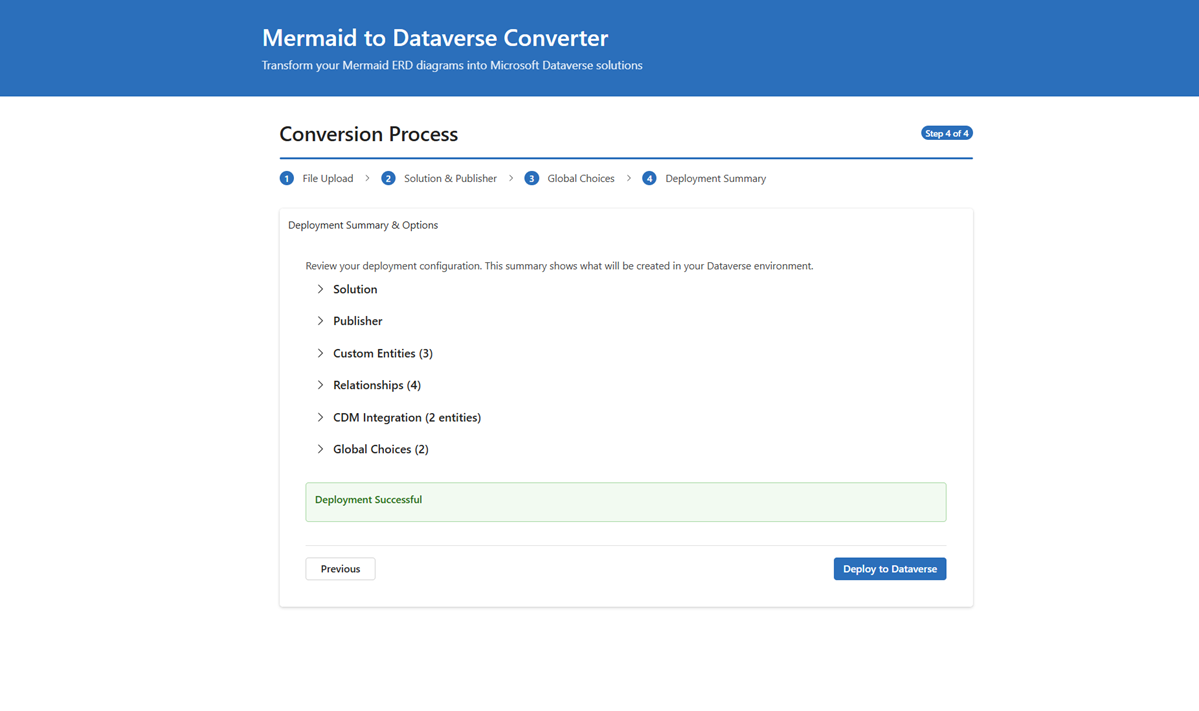 Mermaid to Dataverse Converter
Transform your Mermaid ERD diagrams into Microsoft Dataverse solutions
Conversion Process
Step 4 of 4
1 File Upload > 2 Solution & Publisher > 3 Global Choices > 4 Deployment Summary
Deployment Summary & Options
Review your deployment configuration. This summary shows what will be created in your Dataverse environment.
Solution
Publisher
Custom Entities (3)
Relationships (4)
CDM Integration (2 entities)
Global Choices (2)
Deployment Successful
Previous
Deploy to Dataverse